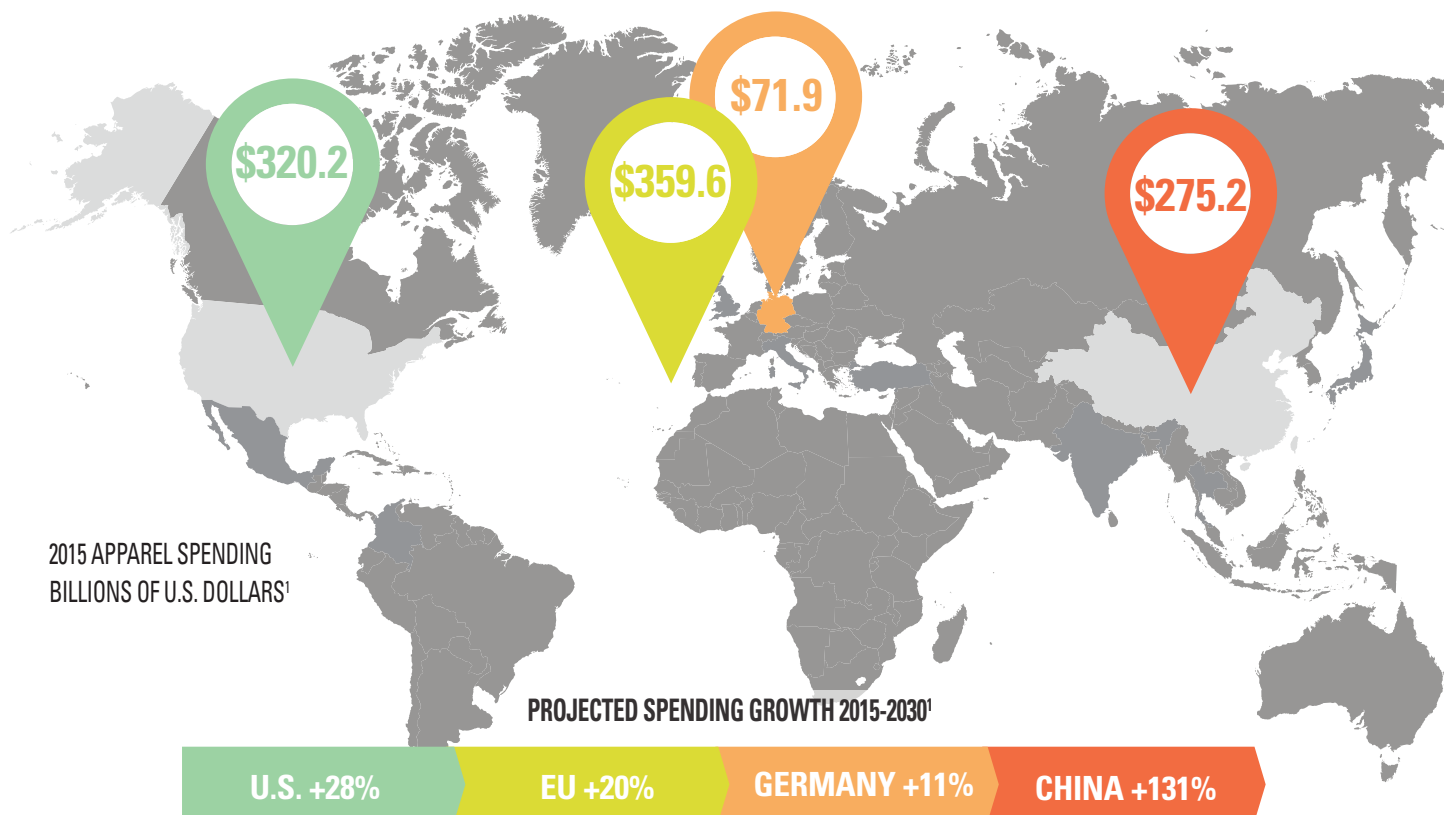 $71.9
$320.2
$359.6
$275.2
2015 APPAREL SPENDING
BILLIONS OF U.S. DOLLARS¹
PROJECTED SPENDING GROWTH 2015-2030¹
U.S. +28%
EU +20%
GERMANY +11%
CHINA +131%